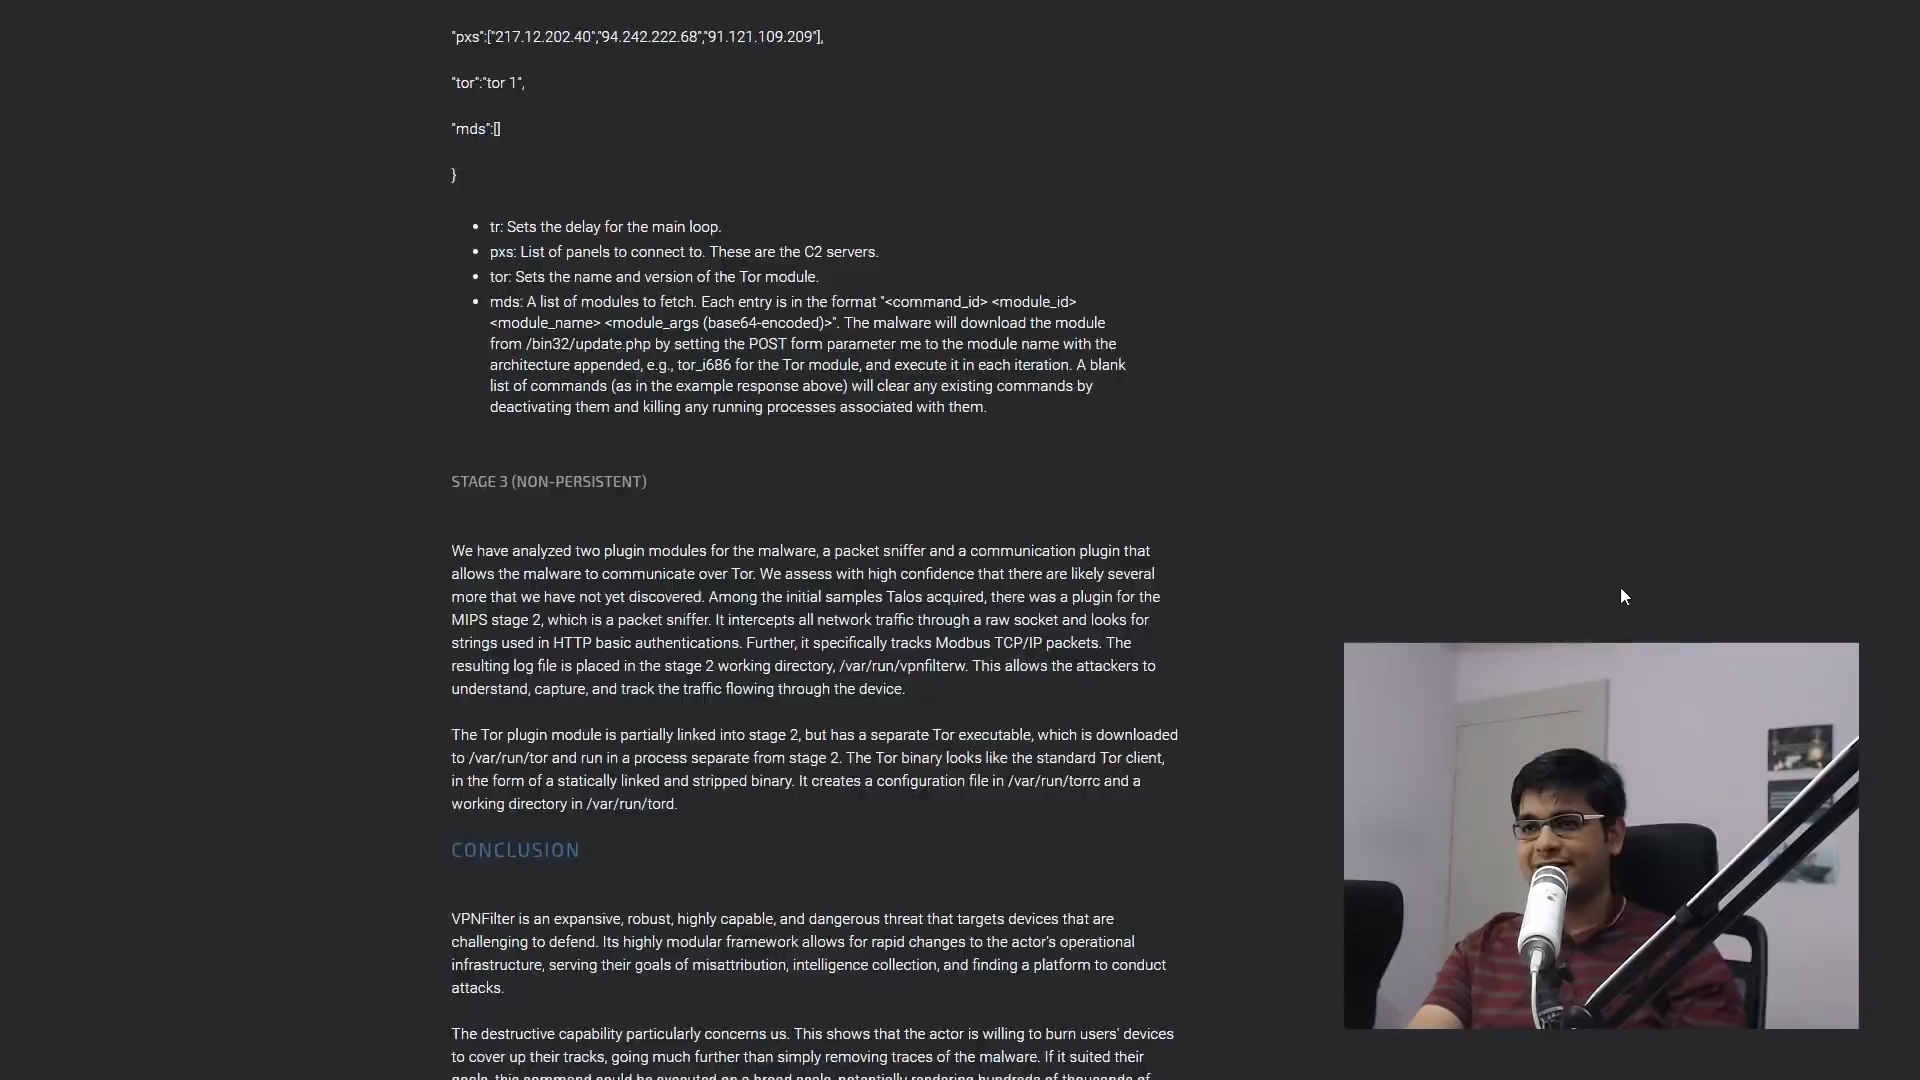 "pxs":["217.12.202.40","94.242.222.68","91.121.109.209"],
"tor":"tor 1",
"mds":[]
}
• tr: Sets the delay for the main loop.
• pxs: List of panels to connect to. These are the C2 servers.
• tor: Sets the name and version of the Tor module.
• mds: A list of modules to fetch. Each entry is in the format "<command_id> <module_id>
<module_name> <module_args (base64-encoded)>". The malware will download the module
from /bin32/update.php by setting the POST form parameter me to the module name with the
architecture appended, e.g., tor_i686 for the Tor module, and execute it in each iteration. A blank
list of commands (as in the example response above) will clear any existing commands by
deactivating them and killing any running processes associated with them.
STAGE 3 (NON-PERSISTENT)
We have analyzed two plugin modules for the malware, a packet sniffer and a communication plugin that
allows the malware to communicate over Tor. We assess with high confidence that there are likely several
more that we have not yet discovered. Among the initial samples Talos acquired, there was a plugin for the
MIPS stage 2, which is a packet sniffer. It intercepts all network traffic through a raw socket and looks for
strings used in HTTP basic authentications. Further, it specifically tracks Modbus TCP/IP packets. The
resulting log file is placed in the stage 2 working directory, /var/run/vpnfilterw. This allows the attackers to
understand, capture, and track the traffic flowing through the device.
The Tor plugin module is partially linked into stage 2, but has a separate Tor executable, which is downloaded
to /var/run/tor and run in a process separate from stage 2. The Tor binary looks like the standard Tor client,
in the form of a statically linked and stripped binary. It creates a configuration file in /var/run/torrc and a
working directory in /var/run/tord.
CONCLUSION
VPNFilter is an expansive, robust, highly capable, and dangerous threat that targets devices that are
challenging to defend. Its highly modular framework allows for rapid changes to the actor's operational
infrastructure, serving their goals of misattribution, intelligence collection, and finding a platform to conduct
attacks.
The destructive capability particularly concerns us. This shows that the actor is willing to burn users' devices
to cover up their tracks, going much further than simply removing traces of the malware. If it suited their
goals, this command could be executed on a broad scale, potentially rendering hundreds of thousands of